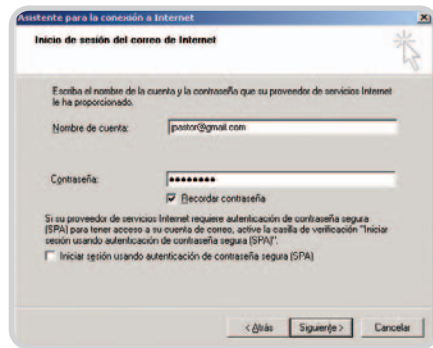 Asistente para la conexión a Internet
Inicio de sesión del correo de Internet
Escriba el nombre de la cuenta y la contraseña que su proveedor de servicios Internet
le ha proporcionado.
Nombre de cuenta: jpastor@gmail.com
Contraseña: ••••••••
Recordar contraseña
Si su proveedor de servicios Internet requiere autenticación de contraseña segura
(SPA) para tener acceso a su cuenta de correo, active la casilla de verificación "Iniciar
sesión usando autenticación de contraseña segura (SPA)".
Iniciar sesión usando autenticación de contraseña segura (SPA)
< Atrás Siguiente > Cancelar